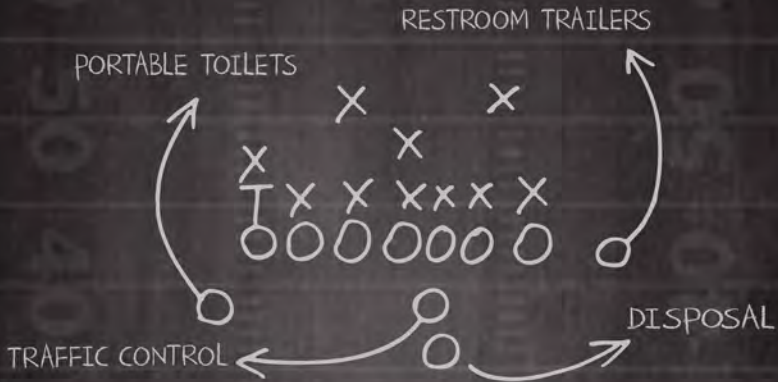 RESTROOM TRAILERS
PORTABLE TOILETS
DISPOSAL
TRAFFIC CONTROL